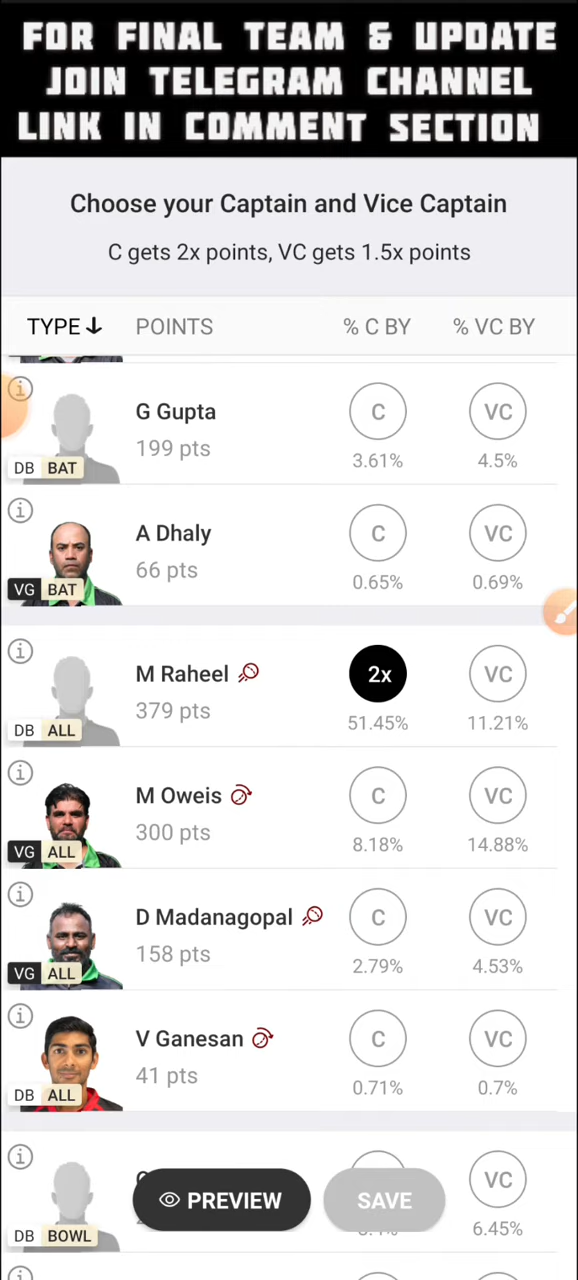 FOR FINAL TEAM & UPDATE
JOIN TELEGRAM CHANNEL
LINK IN COMMENT SECTION
Choose your Captain and Vice Captain
C gets 2x points, VC gets 1.5x points
TYPE POINTS % C BY % VC BY
G Gupta
199 pts
C
VC
3.61%
4.5%
DB BAT
A Dhaly
66 pts
C
VC
0.65%
0.69%
VG BAT
M Raheel
379 pts
2x
VC
51.45%
11.21%
DB ALL
M Oweis
300 pts
C
VC
8.18%
14.88%
VG ALL
D Madanagopal
158 pts
C
VC
2.79%
4.53%
VG ALL
V Ganesan
41 pts
C
VC
0.71%
0.7%
DB ALL
VC
PREVIEW
SAVE
6.45%
DB BOWL